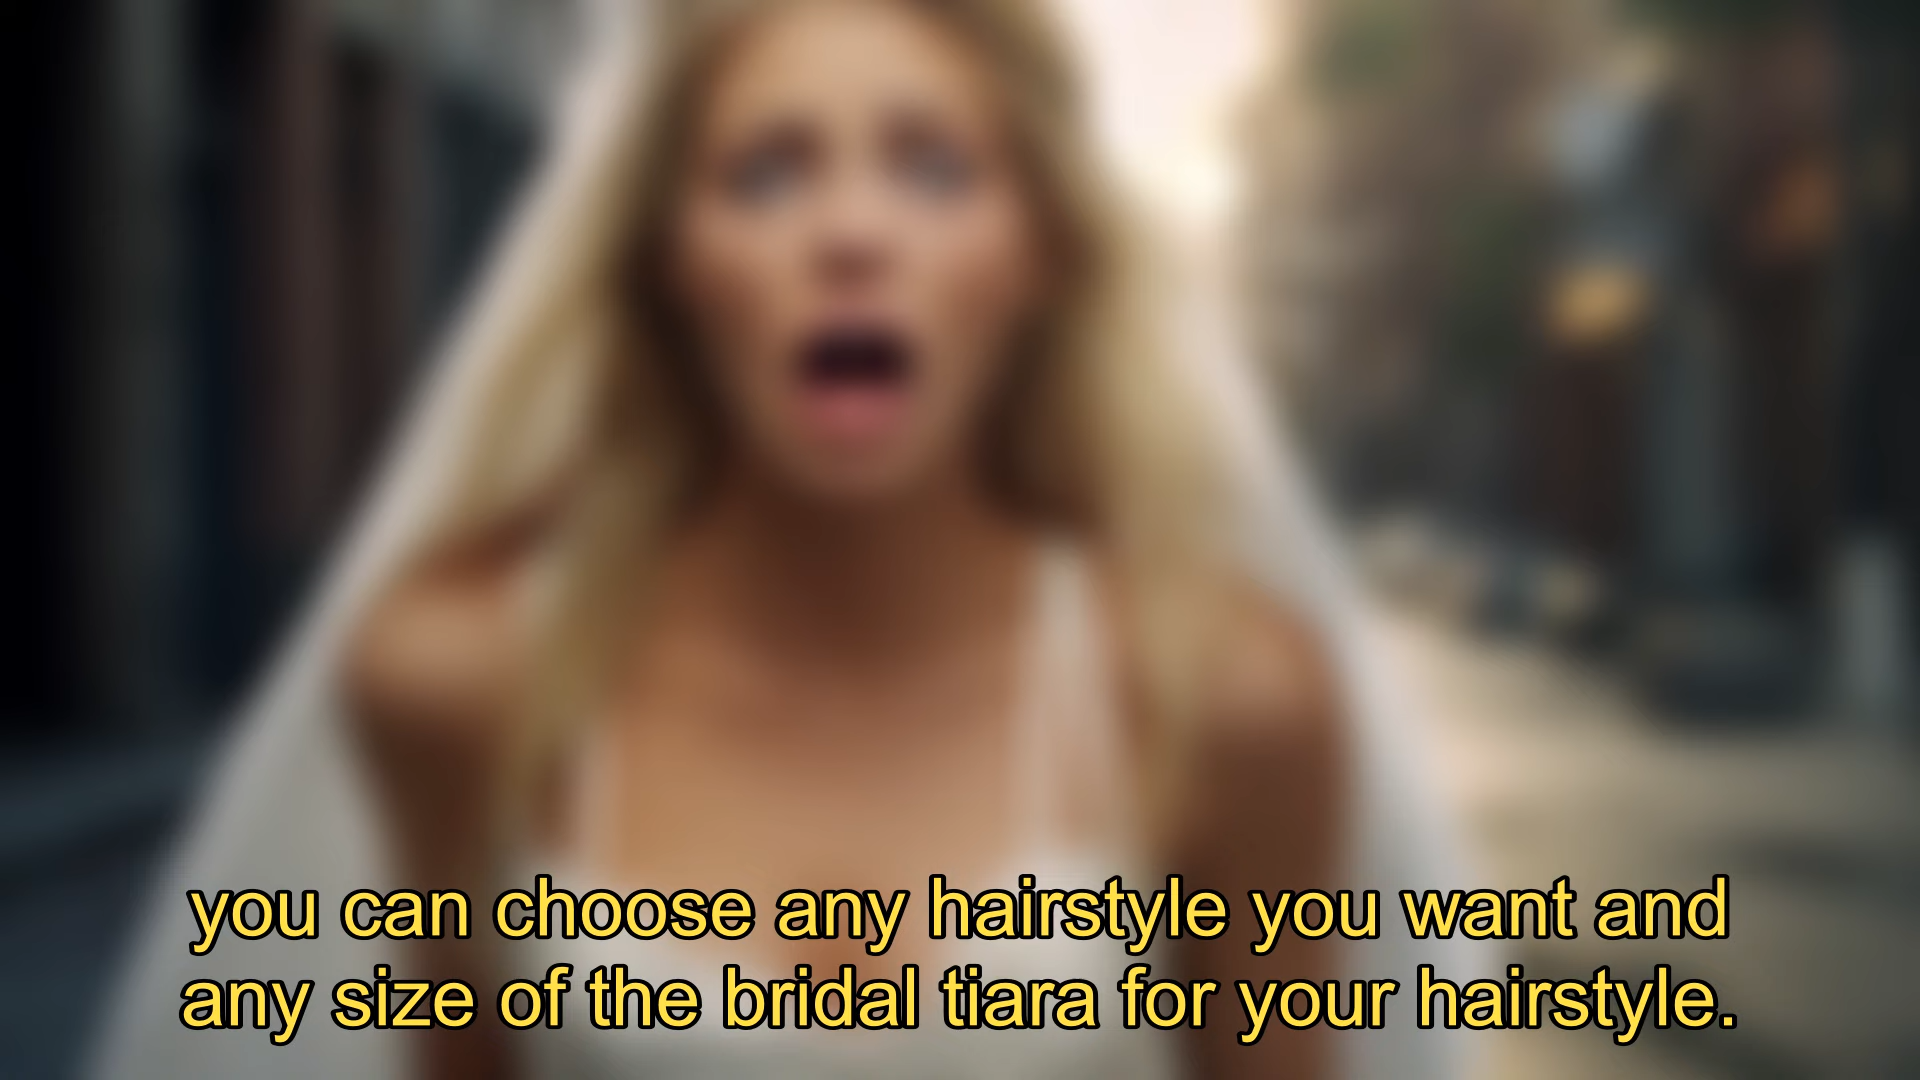 you can choose any hairstyle you want and
any size of the bridal tiara for your hairstyle.